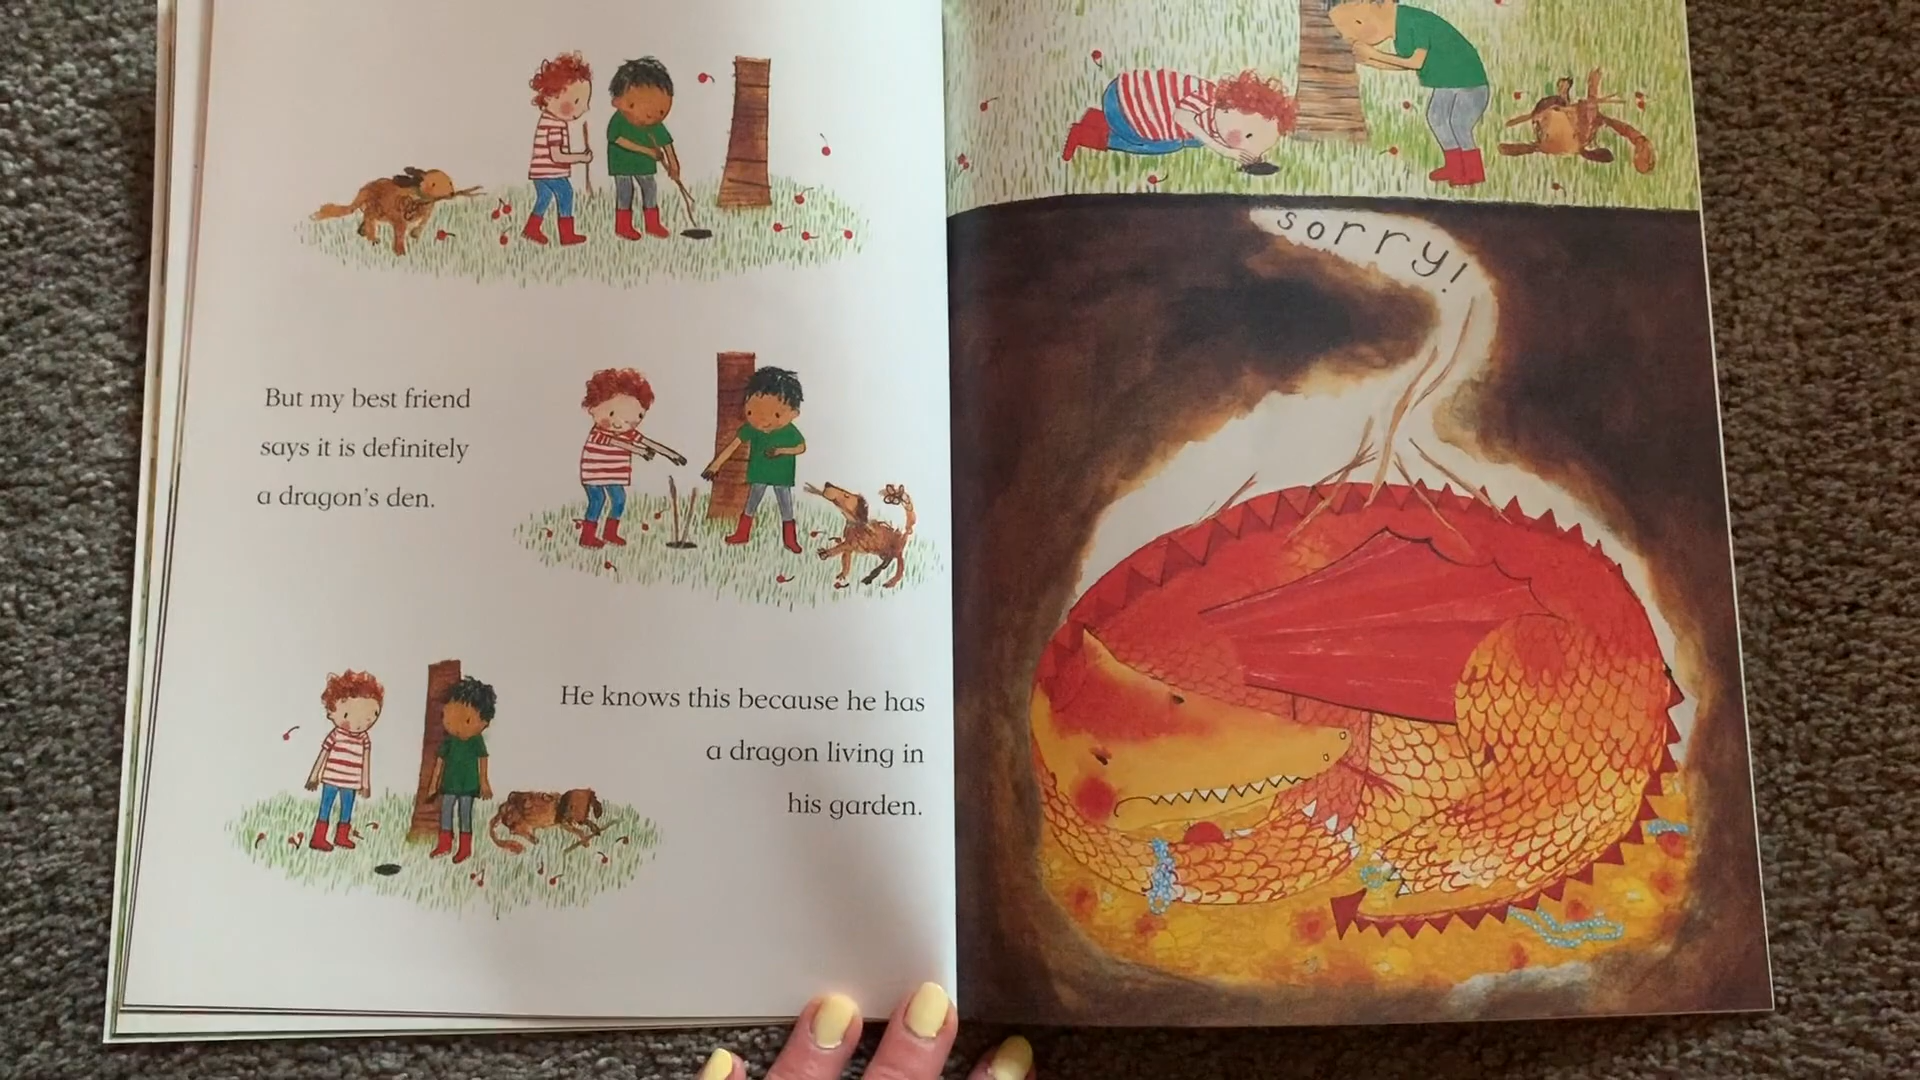 But my best friend
says it is definitely
a dragon's den.
He knows this because he has
a dragon living in
his garden.
sorry!